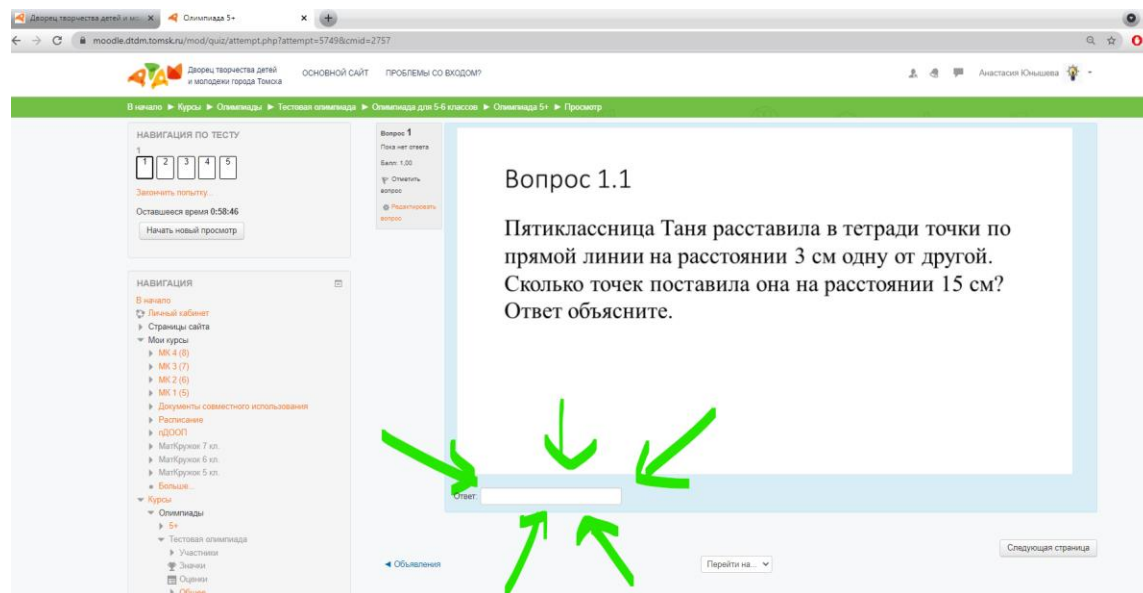 Дворец творчества детей и мо
Олимпиада 5+
moodle.dtdm.tomsk.ru/mod/quiz/attempt.php?attempt=5749&cmid=2757
Дворец творчества детей
и молодежи города Томска
ОСНОВНОЙ САЙТ
ПРОБЛЕМЫ СО ВХОДОМ?
Анастасия Юнышева
В начало ► Курсы ► Олимпиады ► Тестовая олимпиада ► Олимпиада для 5-6 классов ► Олимпиада 5+ ► Просмотр
НАВИГАЦИЯ ПО ТЕСТУ
1
1 2 3 4 5
Закончить попытку...
Оставшееся время 0:58:46
Начать новый просмотр
НАВИГАЦИЯ
В начало
Личный кабинет
Страницы сайта
Мои курсы
МК 4 (8)
МК 3 (7)
МК 2 (6)
МК 1 (5)
Документы совместного использования
Расписание
пДООП
МатКружок 7 кл.
МатКружок 6 кл.
МатКружок 5 кл.
Больше...
Курсы
Олимпиады
5+
Тестовая олимпиада
Участники
Значки
Оценки
Общее
Вопрос 1
Пока нет ответа
Балл: 1,00
Отметить
вопрос
Редактировать
вопрос
Вопрос 1.1
Пятиклассница Таня расставила в тетради точки по
прямой линии на расстоянии 3 см одну от другой.
Сколько точек поставила она на расстоянии 15 см?
Ответ объясните.
Ответ:
Следующая страница
◄ Объявления
Перейти на...